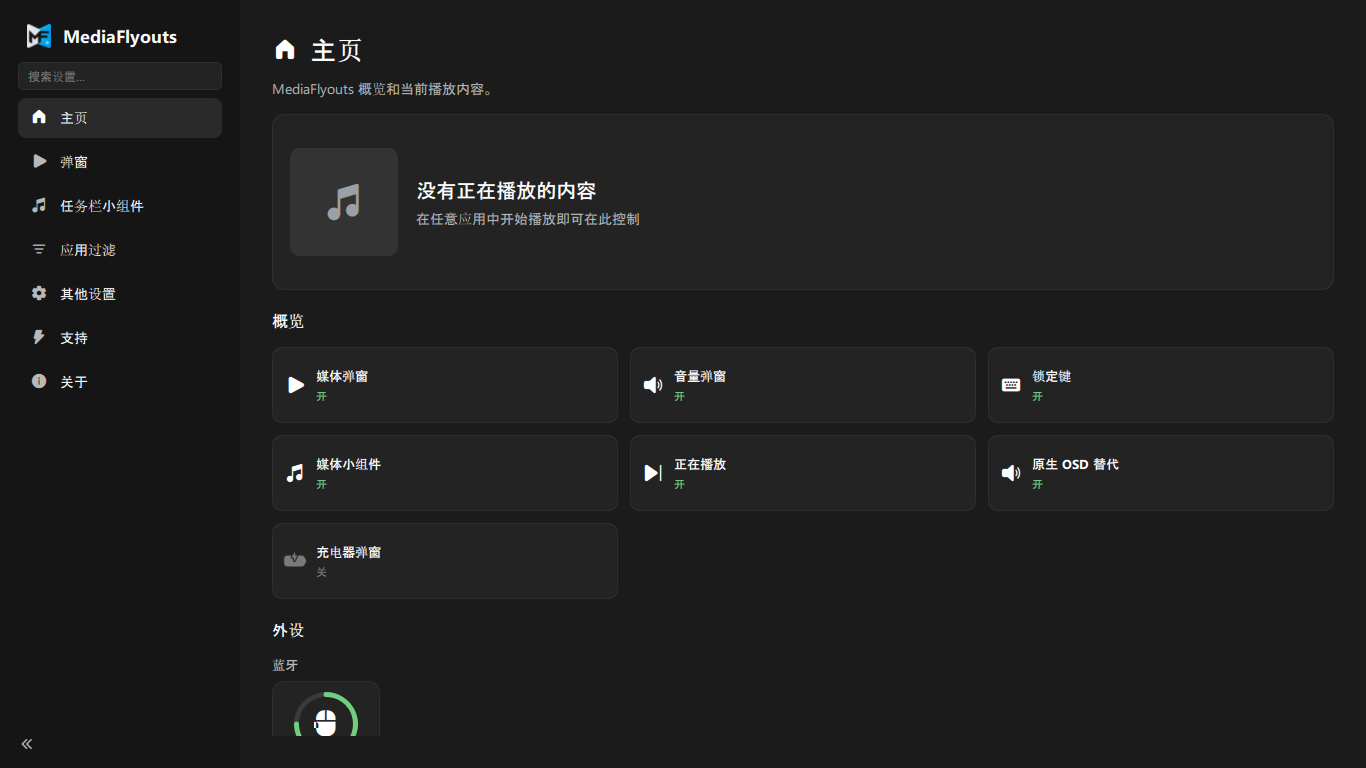 MediaFlyouts
搜索设置...
主页
弹窗
任务栏小组件
应用过滤
其他设置
支持
关于
主页
MediaFlyouts 概览和当前播放内容。
没有正在播放的内容
在任意应用中开始播放即可在此控制
概览
媒体弹窗
开
音量弹窗
开
锁定键
开
媒体小组件
开
正在播放
开
原生 OSD 替代
开
充电器弹窗
关
外设
蓝牙